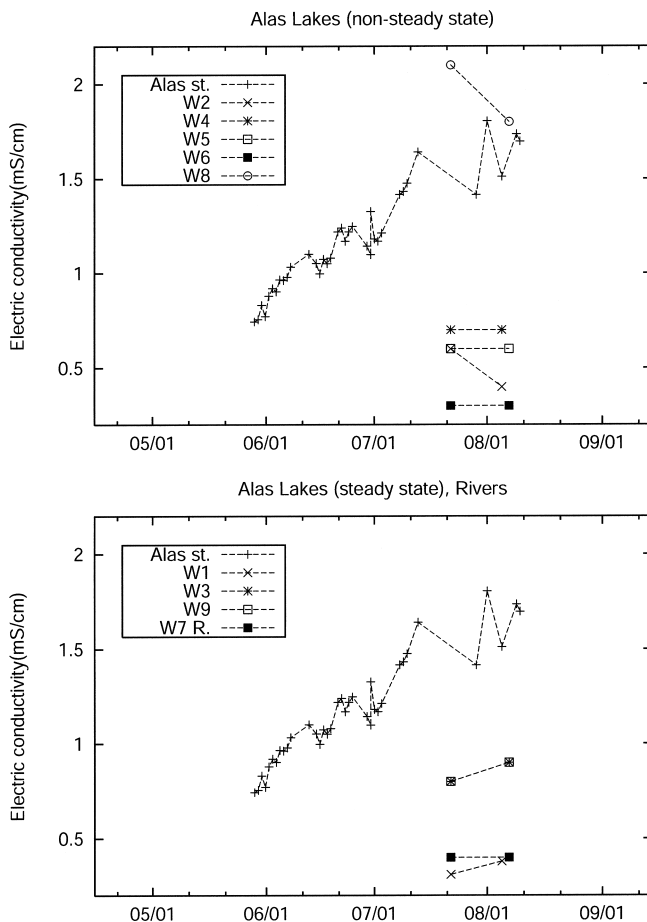 Alas Lakes (non-steady state)
Electric conductivity(mS/cm)
2
1.5
1
0.5
Alas st.
W2
W4
W5
W6
W8
05/01 06/01 07/01 08/01 09/01
Alas Lakes (steady state), Rivers
Electric conductivity(mS/cm)
2
1.5
1
0.5
Alas st.
W1
W3
W9
W7 R.
05/01 06/01 07/01 08/01 09/01